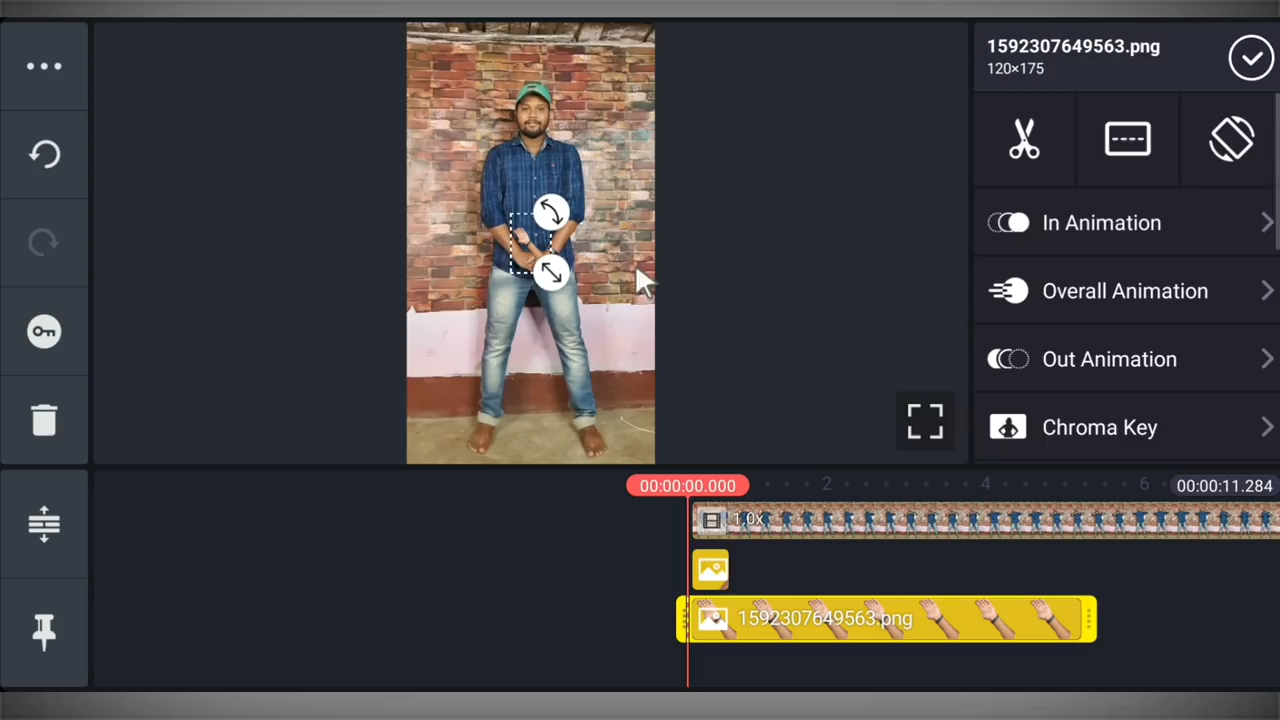 1592307649563.png
120×175
In Animation
Overall Animation
Out Animation
Chroma Key
00:00:00.000
2
4
6
00:00:11.284
1.0x
1592307649563.png